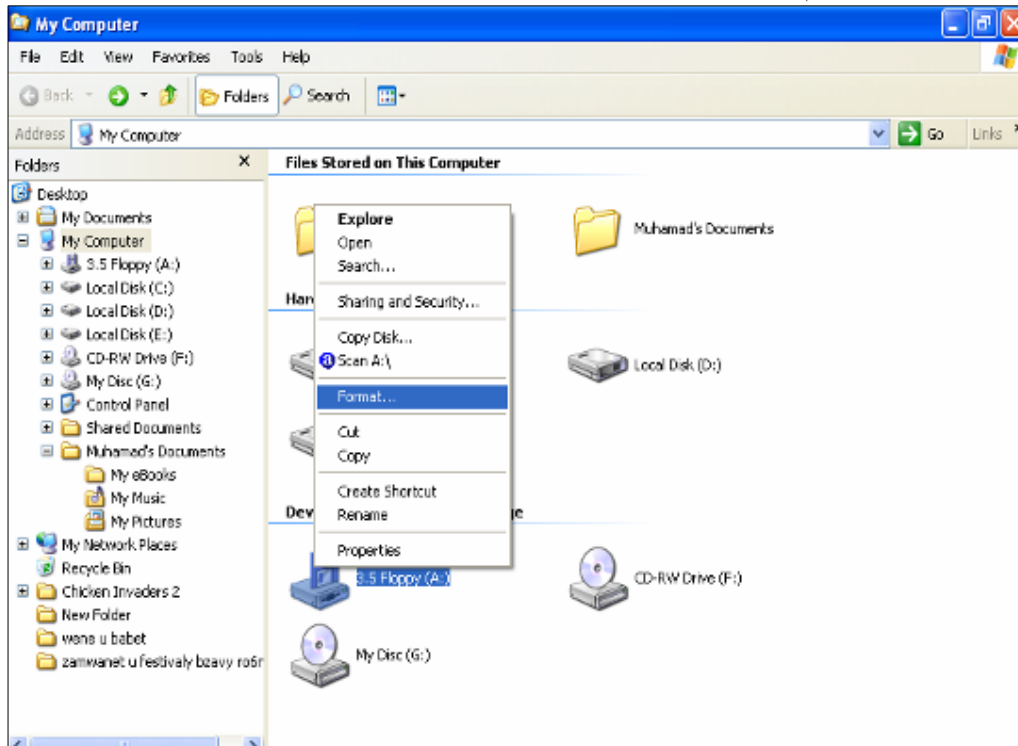 My Computer
File Edit View Favorites Tools Help
Back Folders Search
Address My Computer Go Links
Folders
Desktop
My Documents
My Computer
3.5 Floppy (A:)
Local Disk (C:)
Local Disk (D:)
Local Disk (E:)
CD-RW Drive (F:)
My Disc (G:)
Control Panel
Shared Documents
Muhamad's Documents
My eBooks
My Music
My Pictures
My Network Places
Recycle Bin
Chicken Invaders 2
New Folder
wene u babet
zamwanet u festivaly bzavy
Files Stored on This Computer
Muhamad's Documents
Local Disk (D:)
3.5 Floppy (A:)
CD-RW Drive (F:)
My Disc (G:)
Explore
Open
Search...
Sharing and Security...
Copy Disk...
Scan A:\
Format...
Cut
Copy
Create Shortcut
Rename
Properties